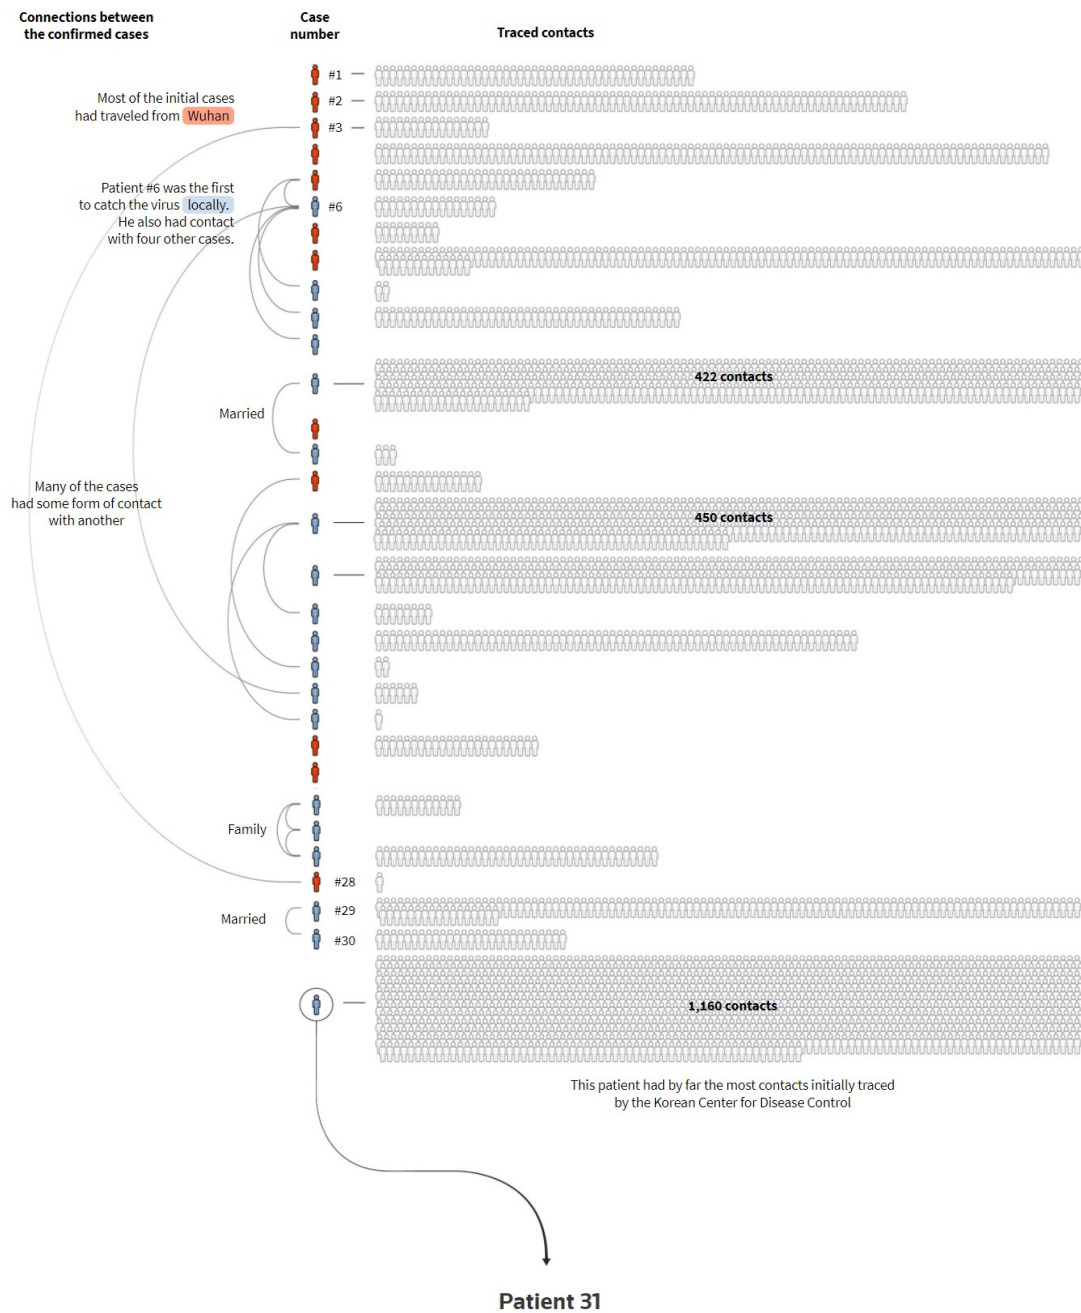 Connections between
the confirmed cases
Case
number
Traced contacts
#1
#2
#3
Most of the initial cases
had traveled from Wuhan
Patient #6 was the first
to catch the virus locally.
He also had contact
with four other cases.
#6
422 contacts
Married
Many of the cases
had some form of contact
with another
450 contacts
Family
#28
#29
Married
#30
1,160 contacts
This patient had by far the most contacts initially traced
by the Korean Center for Disease Control
Patient 31